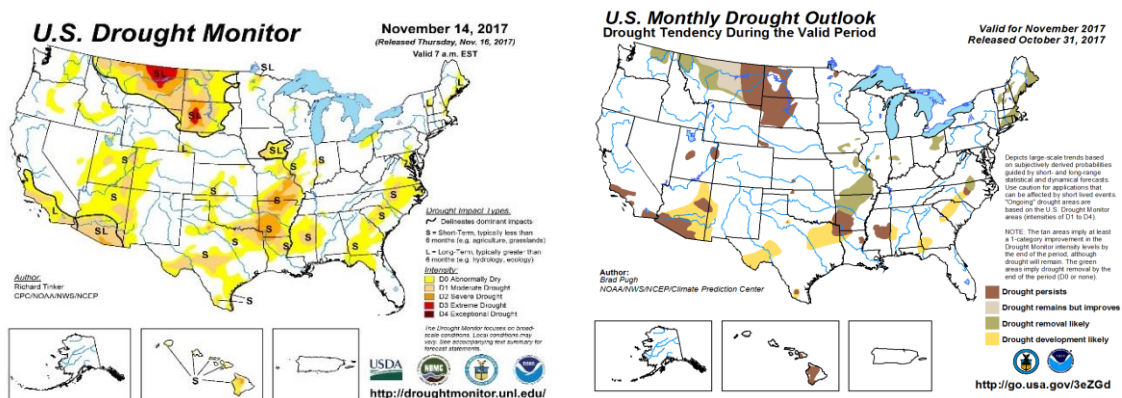 U.S. Drought Monitor
November 14, 2017
(Released Thursday, Nov. 16, 2017)
Valid 7 a.m. EST
SL
SL
SL
SL
S
S
S
S
S
S
S
S
S
S
L
SL
S
Drought Impact Types:
Delineates dominant impacts
S = Short-Term, typically less than
6 months (e.g. agriculture, grasslands)
L = Long-Term, typically greater than
6 months (e.g. hydrology, ecology)
Intensity:
D0 Abnormally Dry
D1 Moderate Drought
D2 Severe Drought
D3 Extreme Drought
D4 Exceptional Drought
Author:
Richard Tinker
CPC/NOAA/NWS/NCEP
S
The Drought Monitor focuses on broad-
scale conditions. Local conditions may
vary. See accompanying text summary for
forecast statements.
USDA
http://droughtmonitor.unl.edu/
U.S. Monthly Drought Outlook
Drought Tendency During the Valid Period
Valid for November 2017
Released October 31, 2017
Depicts large-scale trends based
on subjectively derived probabilities
guided by short- and long-range
statistical and dynamical forecasts.
Use caution for applications that
can be affected by short lived events.
"Ongoing" drought areas are
based on the U.S. Drought Monitor
areas (intensities of D1 to D4).
NOTE: The tan areas imply at least
a 1-category improvement in the
Drought Monitor intensity levels by
the end of the period, although
drought will remain. The green
areas imply drought removal by the
end of the period (D0 or none).
Author:
Brad Pugh
NOAA/NWS/NCEP/Climate Prediction Center
Drought persists
Drought remains but improves
Drought removal likely
Drought development likely
http://go.usa.gov/3eZGd